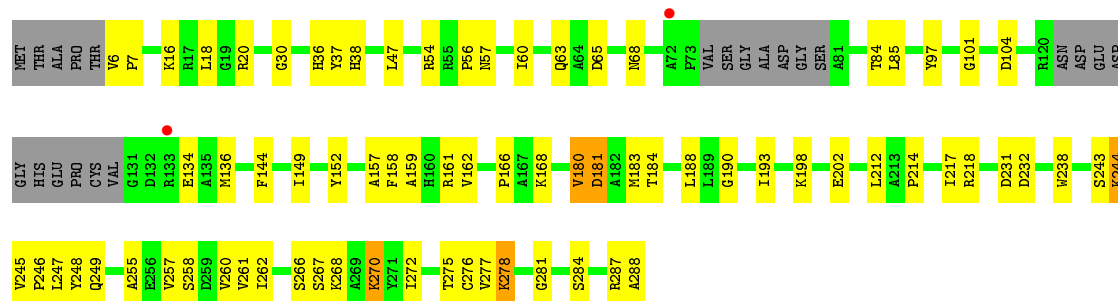 MET THR ALA PRO THR V6 P7 K16 R17 L18 G19 R20 G30 H36 Y37 H38 L47 R54 R55 P56 N57 I60 Q63 A64 D65 N68 A72 P73 VAL SER GLY ALA ASP GLY SER A81 T84 L85 Y97 G101 D104 R120 ASN ASP GLU ASP
GLY HIS GLU PRO CYS VAL G131 D132 R133 E134 A135 M136 F144 I149 Y152 A157 F158 A159 H160 R161 V162 P166 A167 K168 V180 D181 A182 M183 T184 L188 L189 G190 I193 K198 E202 L212 A213 P214 I217 R218 D231 D232 W238 S243 K244
V245 P246 L247 Y248 Q249 A255 E256 V257 S258 D259 V260 V261 I262 S266 S267 K268 A269 K270 Y271 I272 T275 C276 V277 K278 G281 S284 R287 A288